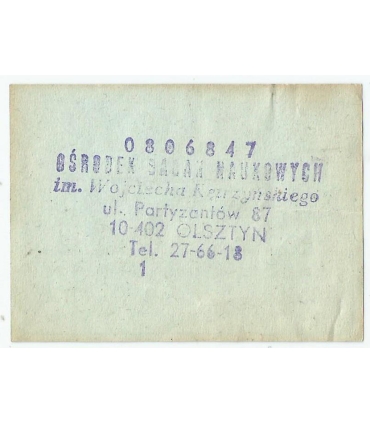 0806847
OŚRODEK BADAŃ NAUKOWYCH
im. Wojciecha Kętrzyńskiego
ul. Partyzantów 87
10-402 OLSZTYN
Tel. 27-66-18
1